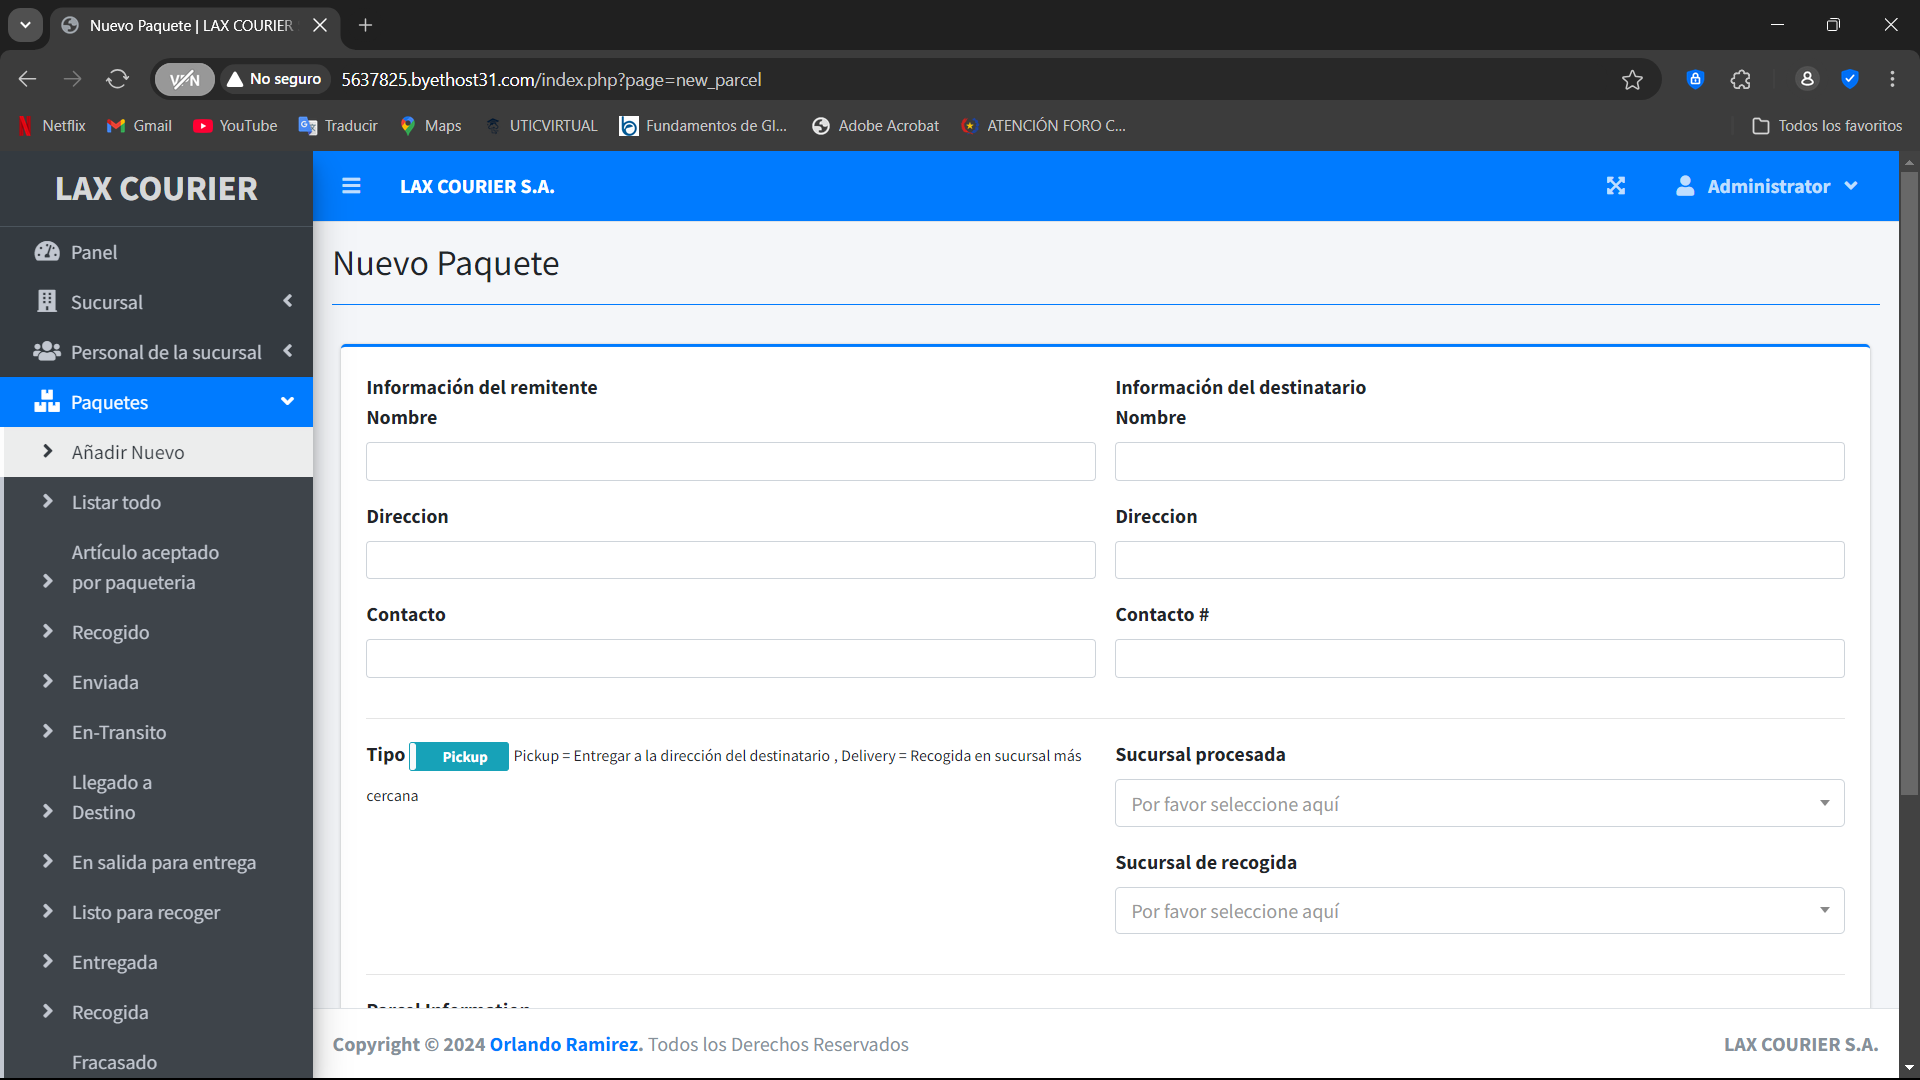 Nuevo Paquete | LAX COURIER
VPN
No seguro
5637825.byethost31.com/index.php?page=new_parcel
Netflix
Gmail
YouTube
Traducir
Maps
UTICVIRTUAL
Fundamentos de GI...
Adobe Acrobat
ATENCIÓN FORO C...
Todos los favoritos
LAX COURIER
LAX COURIER S.A.
Administrator
Panel
Sucursal
Personal de la sucursal
Paquetes
Añadir Nuevo
Listar todo
Artículo aceptado
por paqueteria
Recogido
Enviada
En-Transito
Llegado a
Destino
En salida para entrega
Listo para recoger
Entregada
Recogida
Fracasado
Nuevo Paquete
Información del remitente
Nombre
Direccion
Contacto
Información del destinatario
Nombre
Direccion
Contacto #
Tipo Pickup Pickup = Entregar a la dirección del destinatario , Delivery = Recogida en sucursal más
cercana
Sucursal procesada
Por favor seleccione aquí
Sucursal de recogida
Por favor seleccione aquí
Parcel Information
Copyright © 2024 Orlando Ramirez. Todos los Derechos Reservados
LAX COURIER S.A.